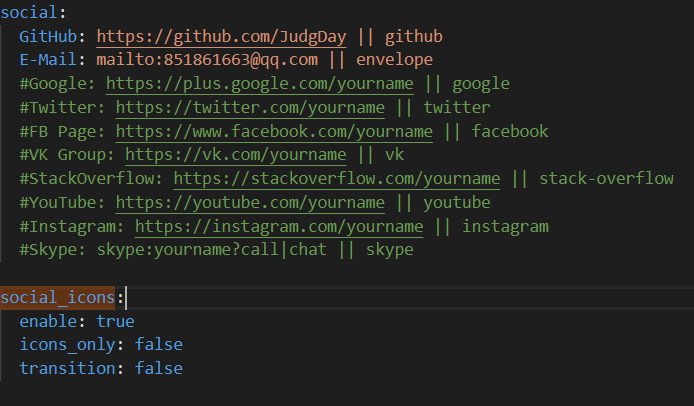 social:
  GitHub: https://github.com/JudgDay || github
  E-Mail: mailto:851861663@qq.com || envelope
  #Google: https://plus.google.com/yourname || google
  #Twitter: https://twitter.com/yourname || twitter
  #FB Page: https://www.facebook.com/yourname || facebook
  #VK Group: https://vk.com/yourname || vk
  #StackOverflow: https://stackoverflow.com/yourname || stack-overflow
  #YouTube: https://youtube.com/yourname || youtube
  #Instagram: https://instagram.com/yourname || instagram
  #Skype: skype:yourname?call|chat || skype
social_icons:
  enable: true
  icons_only: false
  transition: false